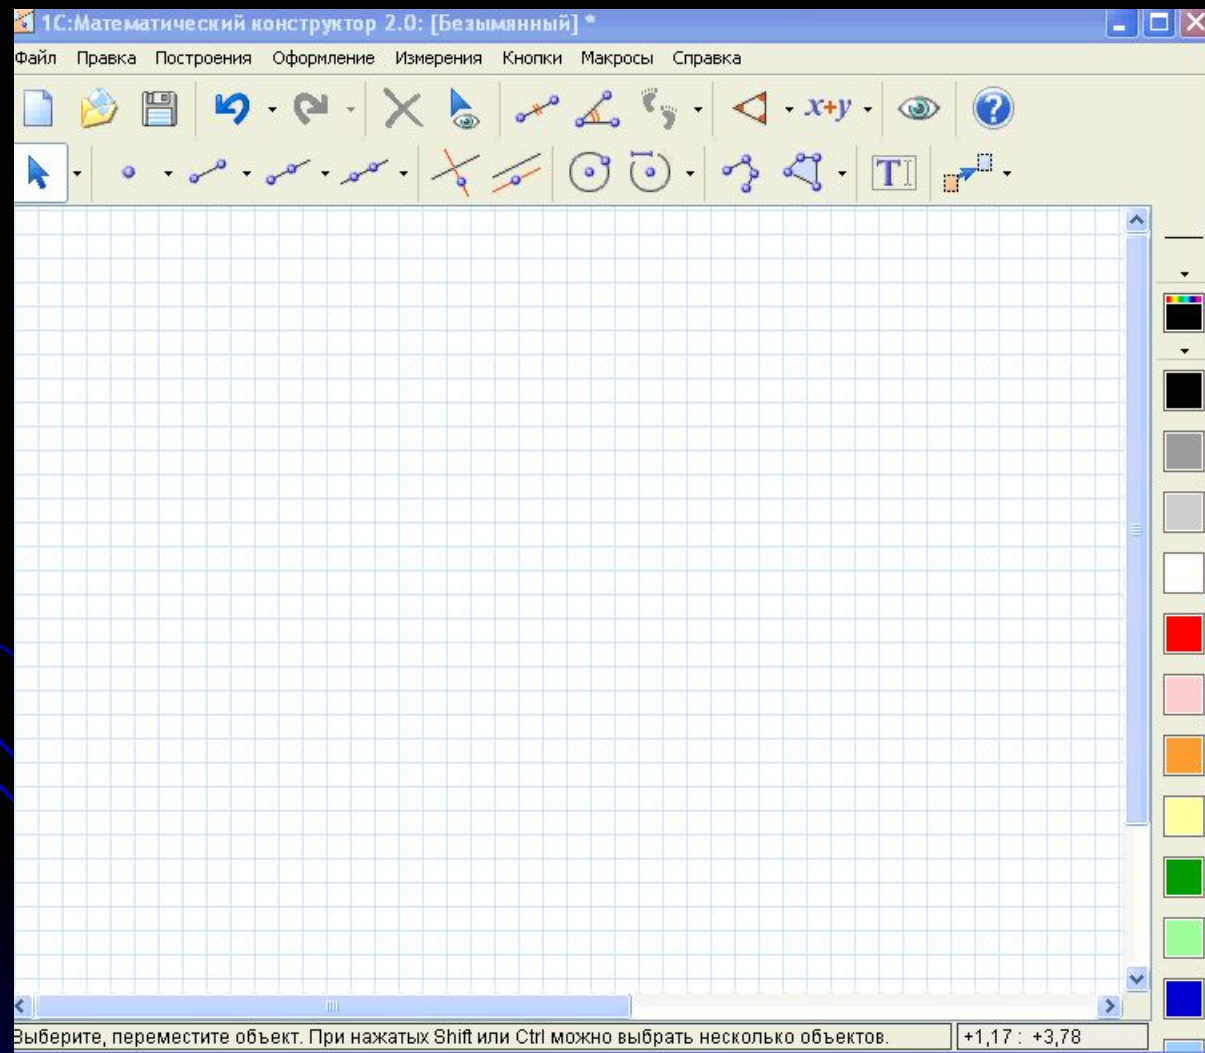 1С:Математический конструктор 2.0: [Безымянный] *
Файл Правка Построения Оформление Измерения Кнопки Макросы Справка
x+y
T
Выберите, переместите объект. При нажатых Shift или Ctrl можно выбрать несколько объектов. +1,17 : +3,78